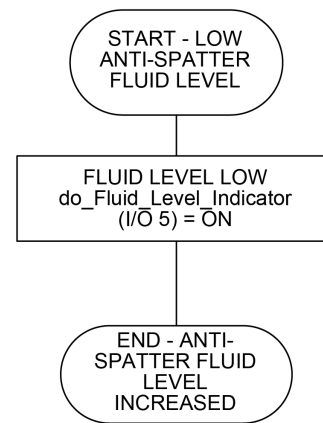 START - LOW
ANTI-SPATTER
FLUID LEVEL
FLUID LEVEL LOW
do_Fluid_Level_Indicator
(I/O 5) = ON
END - ANTI-
SPATTER FLUID
LEVEL
INCREASED